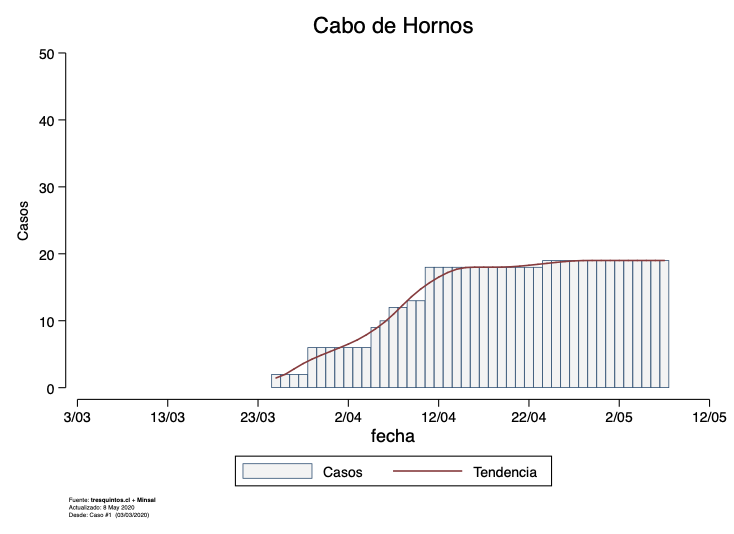 Cabo de Hornos
50
40
30
20
10
0
Casos
3/03 13/03 23/03 2/04 12/04 22/04 2/05 12/05
fecha
Casos Tendencia
Fuente: tresquintos.cl + Minsal
Actualizado: 8 May 2020
Desde: Caso #1 (03/03/2020)